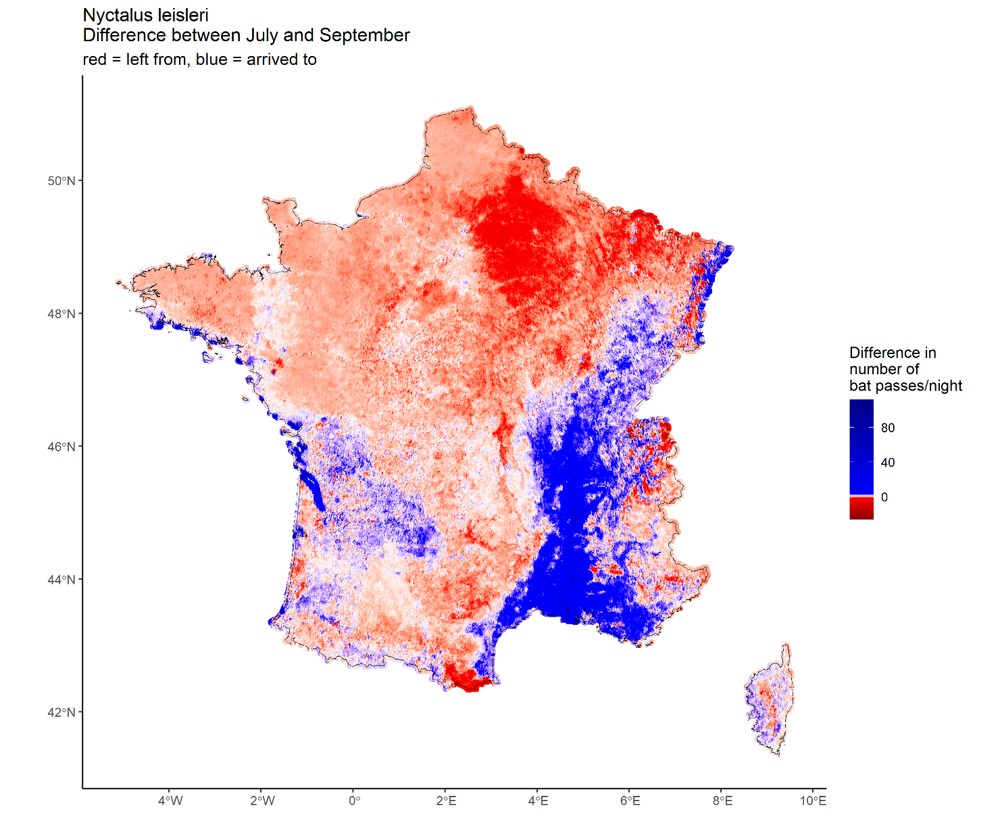 Nyctalus leisleri
Difference between July and September
red = left from, blue = arrived to
50°N
48°N
46°N
44°N
42°N
4°W
2°W
0°
2°E
4°E
6°E
8°E
10°E
Difference in
number of
bat passes/night
80
40
0